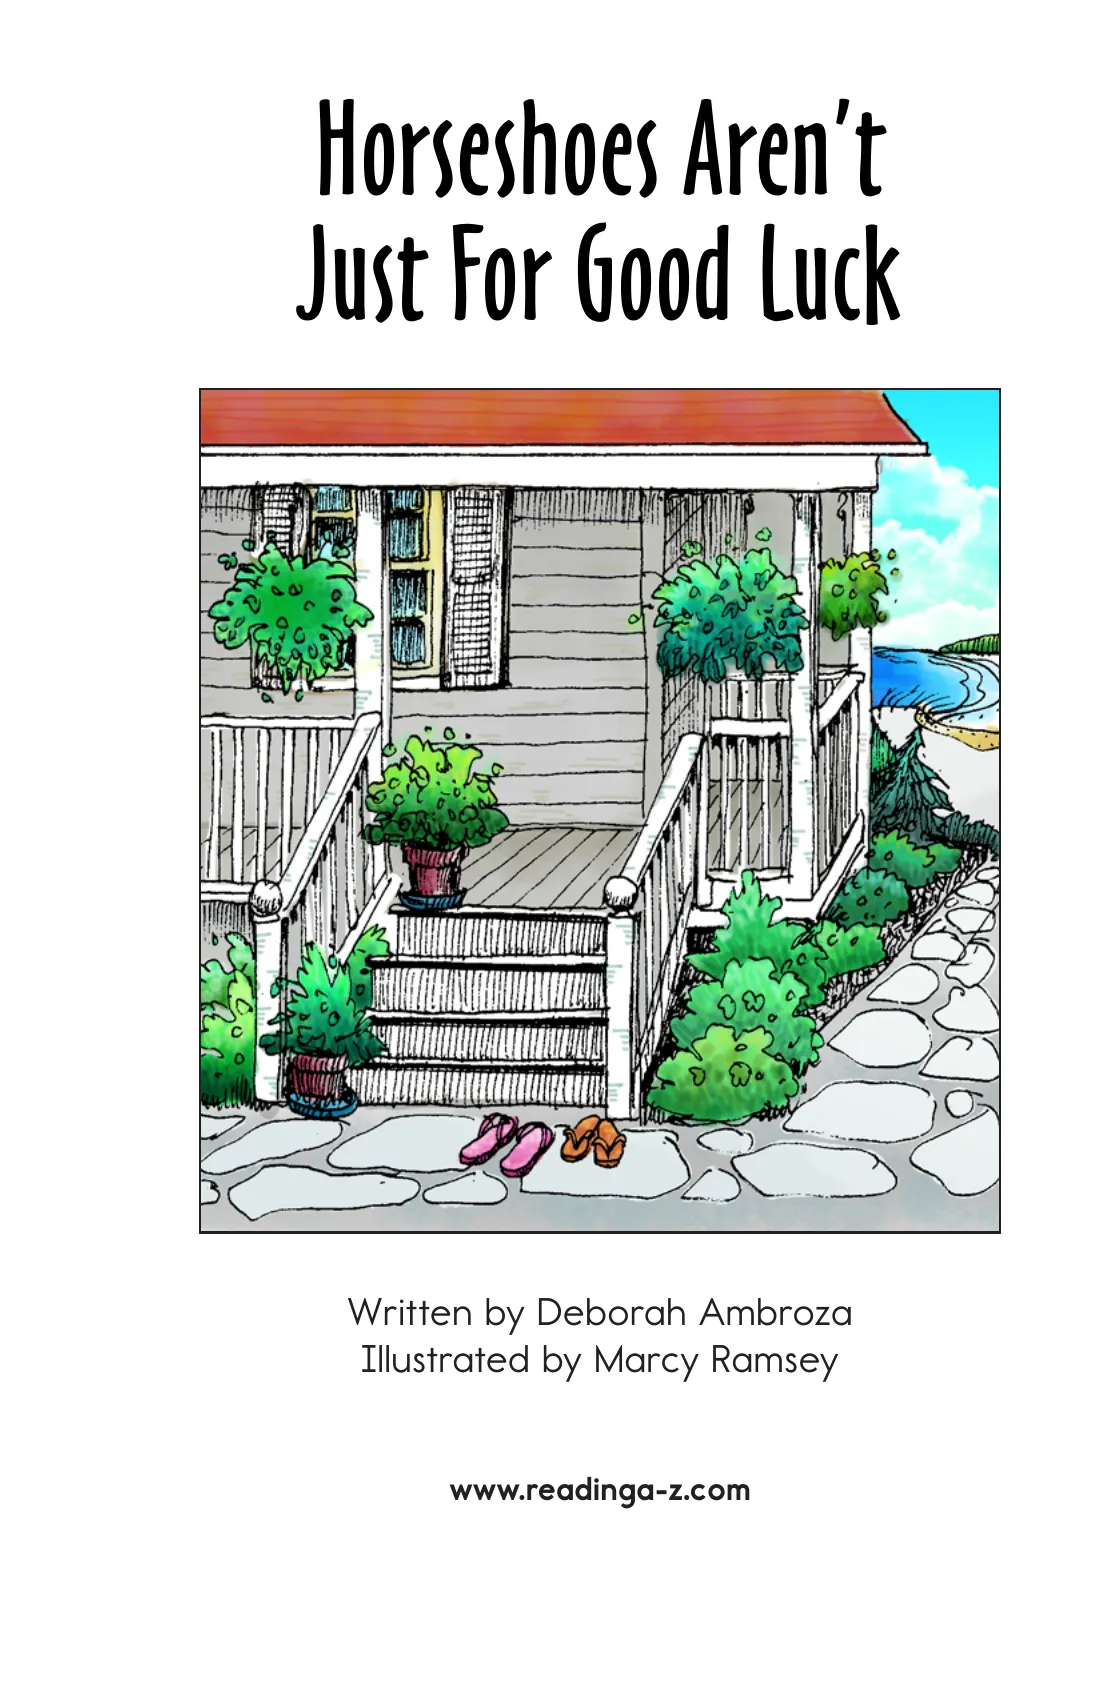 Horseshoes Aren’t
Just For Good Luck
Written by Deborah Ambroza
Illustrated by Marcy Ramsey
www.readinga-z.com